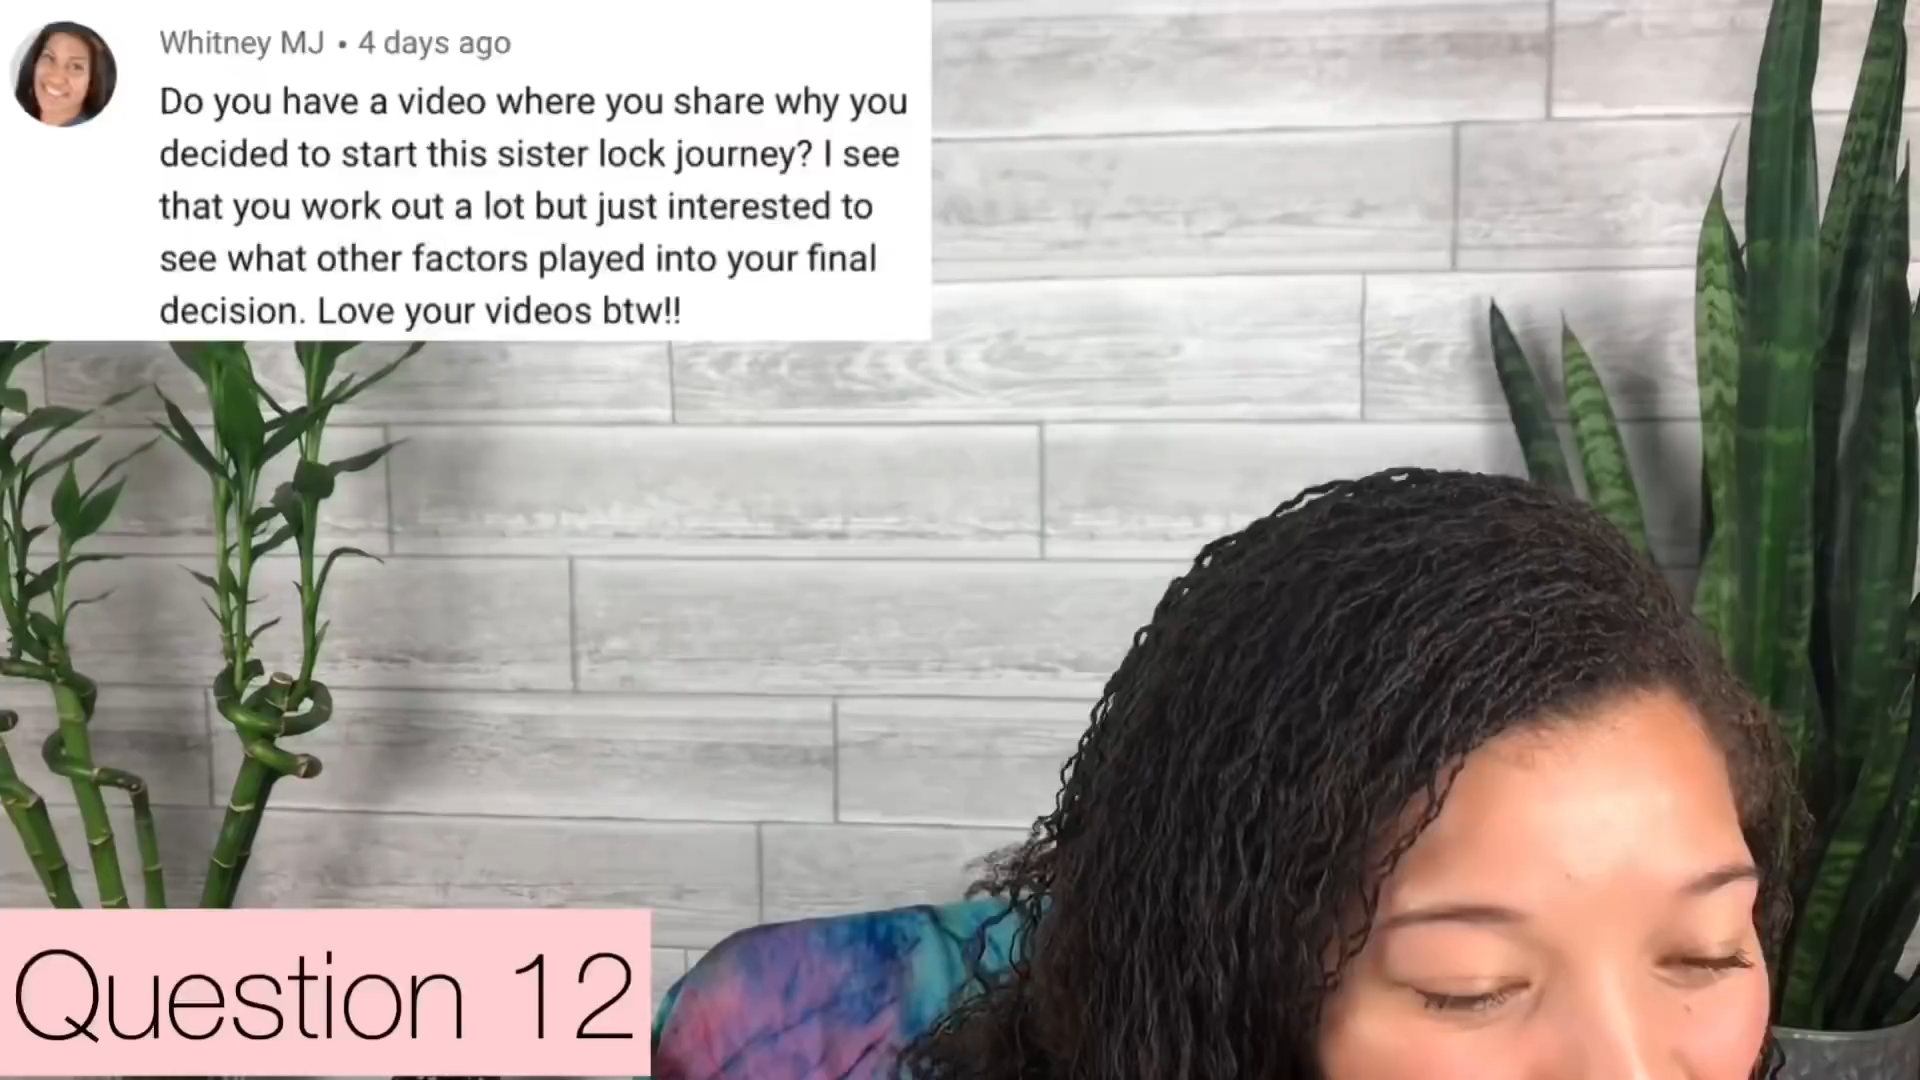 Whitney MJ • 4 days ago
Do you have a video where you share why you
decided to start this sister lock journey? I see
that you work out a lot but just interested to
see what other factors played into your final
decision. Love your videos btw!!
Question 12